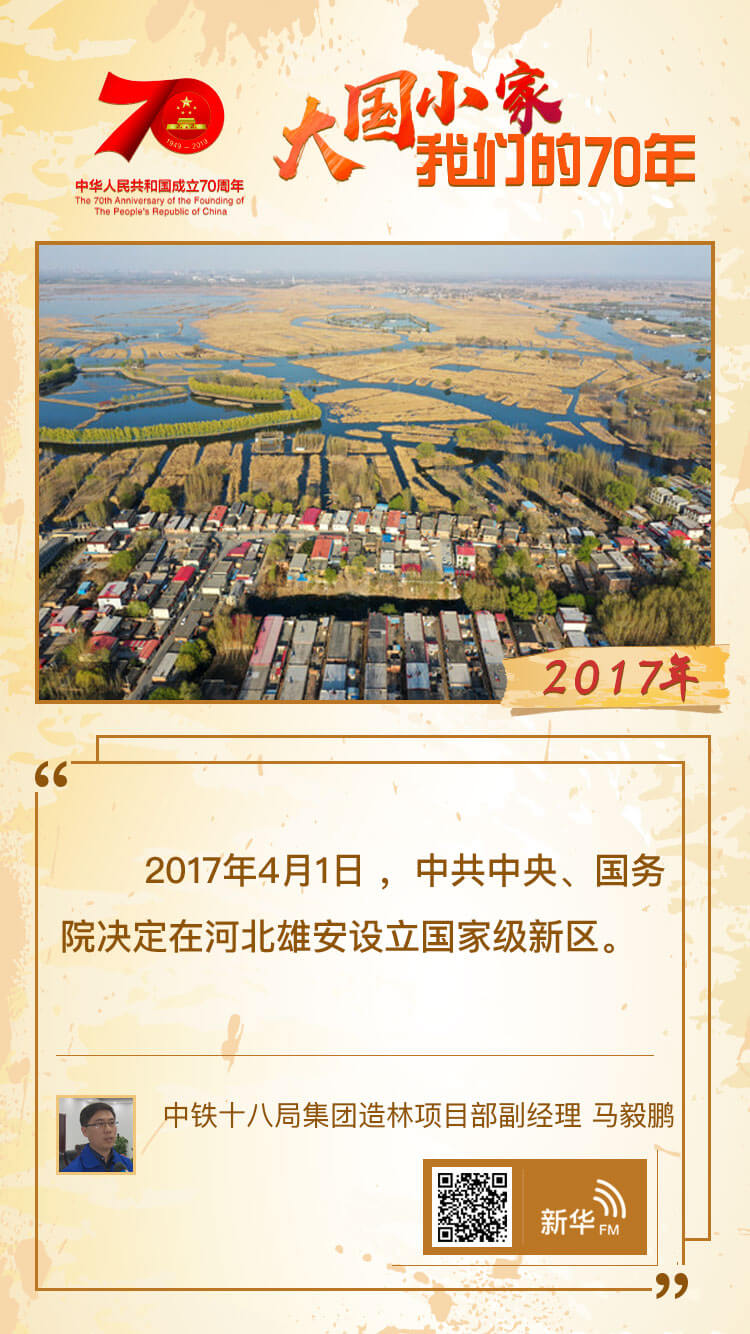 1949－2019
中华人民共和国成立70周年
The 70th Anniversary of the Founding of
The People's Republic of China
大国小家
我们的70年
2017年
“
2017年4月1日，中共中央、国务
院决定在河北雄安设立国家级新区。
中铁十八局集团造林项目部副经理 马毅鹏
新华FM
”